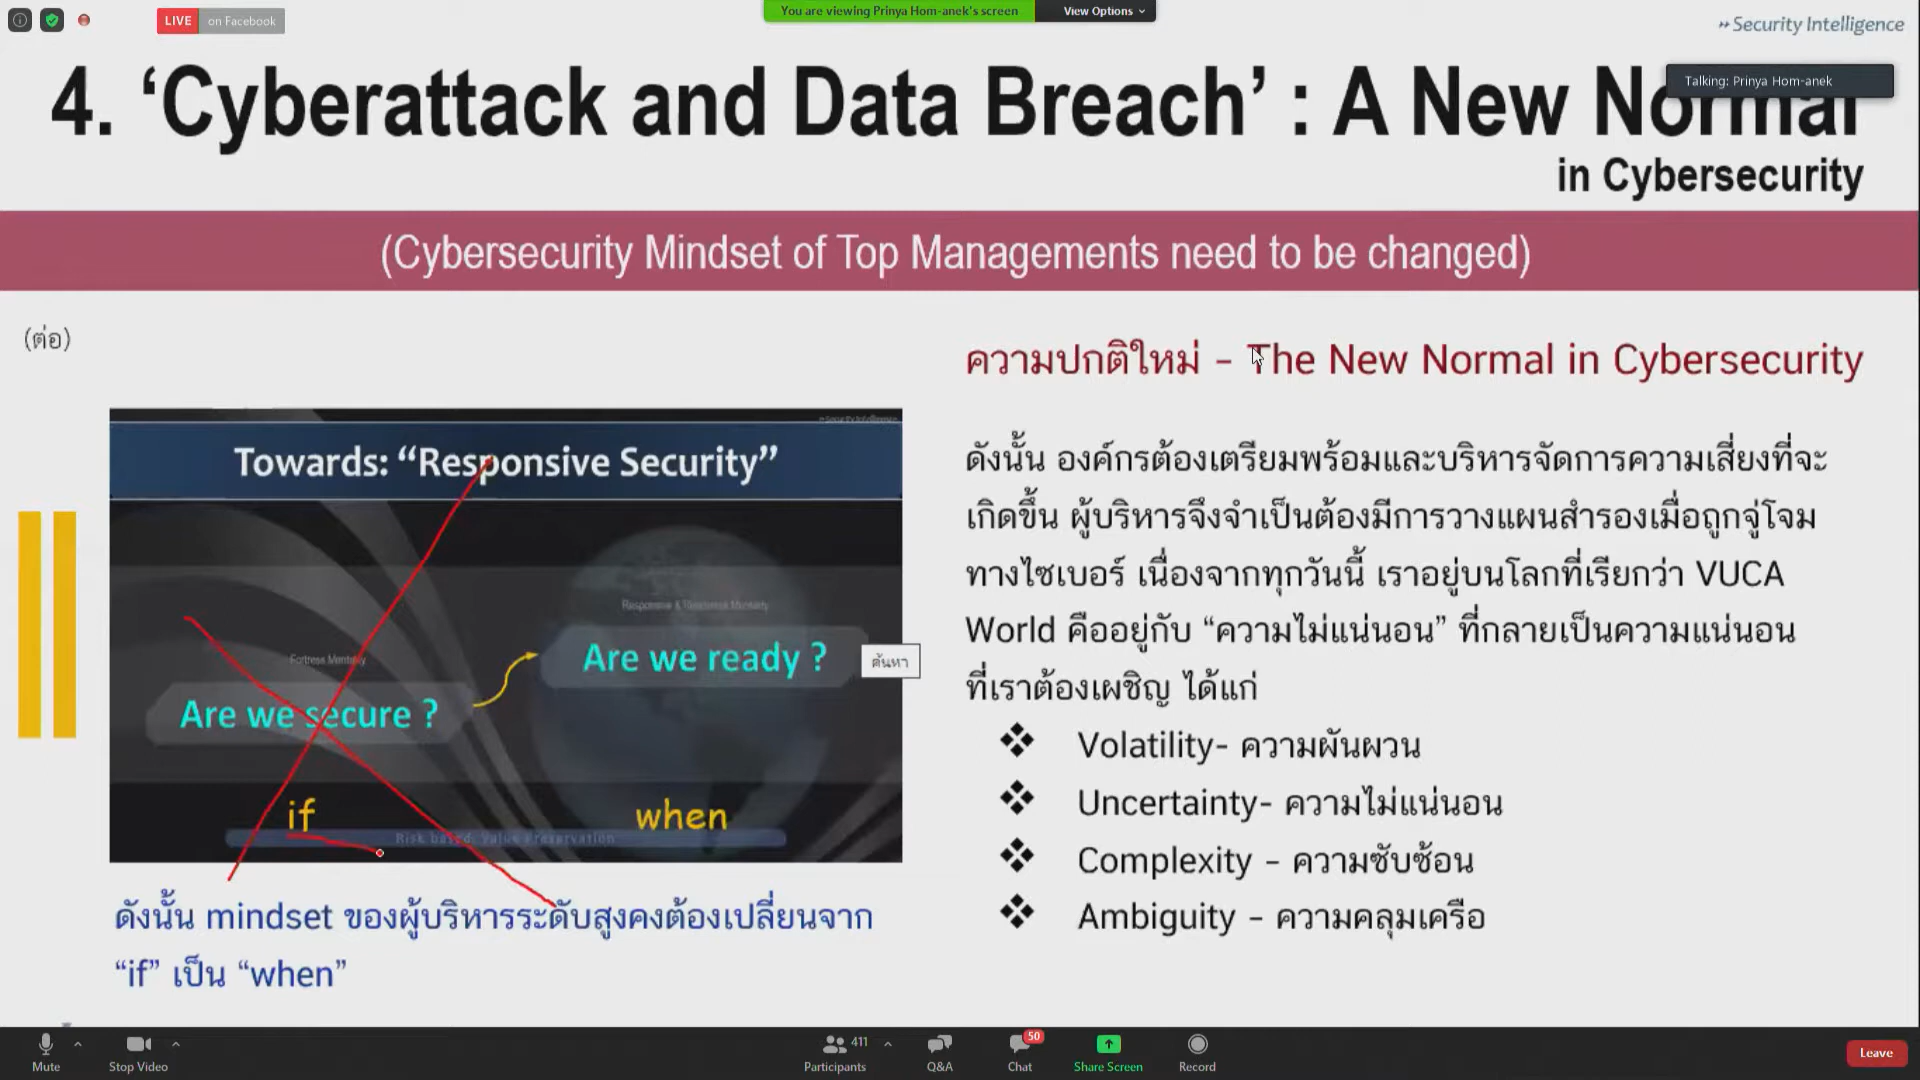 LIVE on Facebook
You are viewing Prinya Hom-anek's screen
View Options
Security Intelligence
Talking: Prinya Hom-anek
4. ‘Cyberattack and Data Breach’ : A New Normal
in Cybersecurity
(Cybersecurity Mindset of Top Managements need to be changed)
(ต่อ)
Security Intelligence
Towards: “Responsive Security”
Responsive & Readiness Mentality
Are we ready ?
ค้นหา
Fortress Mentality
Are we secure ?
if
when
Risk based: Value Preservation
ดังนั้น mindset ของผู้บริหารระดับสูงคงต้องเปลี่ยนจาก
“if” เป็น “when”
ความปกติใหม่ – The New Normal in Cybersecurity
ดังนั้น องค์กรต้องเตรียมพร้อมและบริหารจัดการความเสี่ยงที่จะ
เกิดขึ้น ผู้บริหารจึงจำเป็นต้องมีการวางแผนสำรองเมื่อถูกจู่โจม
ทางไซเบอร์ เนื่องจากทุกวันนี้ เราอยู่บนโลกที่เรียกว่า VUCA
World คืออยู่กับ “ความไม่แน่นอน” ที่กลายเป็นความแน่นอน
ที่เราต้องเผชิญ ได้แก่
Volatility- ความผันผวน
Uncertainty- ความไม่แน่นอน
Complexity – ความซับซ้อน
Ambiguity – ความคลุมเครือ
Mute
Stop Video
Participants 411
Q&A
Chat 50
Share Screen
Record
Leave